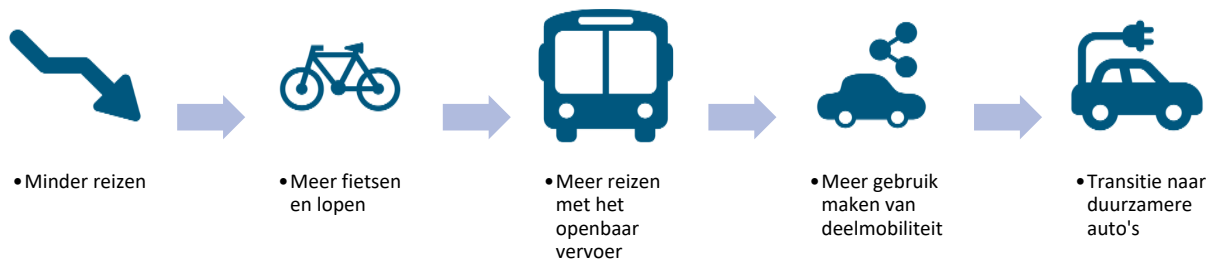 •Minder reizen
•Meer fietsen
en lopen
•Meer reizen
met het
openbaar
vervoer
•Meer gebruik
maken van
deelmobiliteit
•Transitie naar
duurzamere
auto's